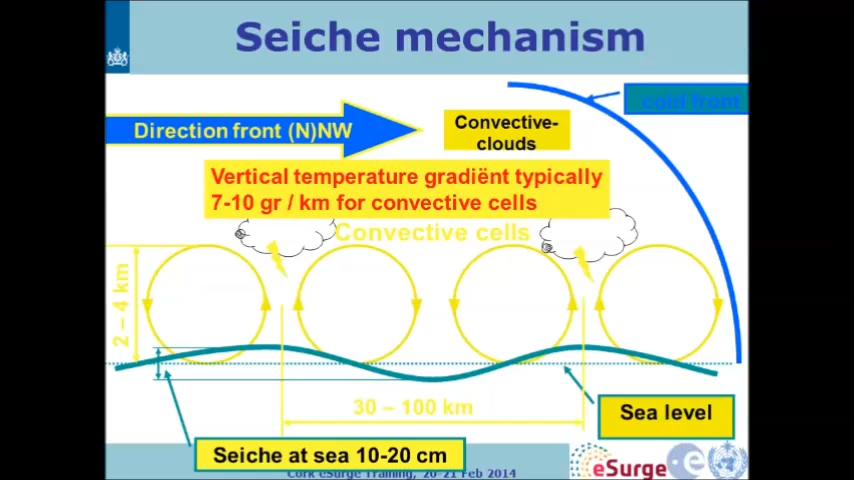 Seiche mechanism
cold front
Direction front (N)NW
Convective-
clouds
Vertical temperature gradiënt typically
7-10 gr / km for convective cells
Convective cells
2 – 4 km
30 – 100 km
Sea level
Seiche at sea 10-20 cm
Cork eSurge Training, 20-21 Feb 2014
eSurge